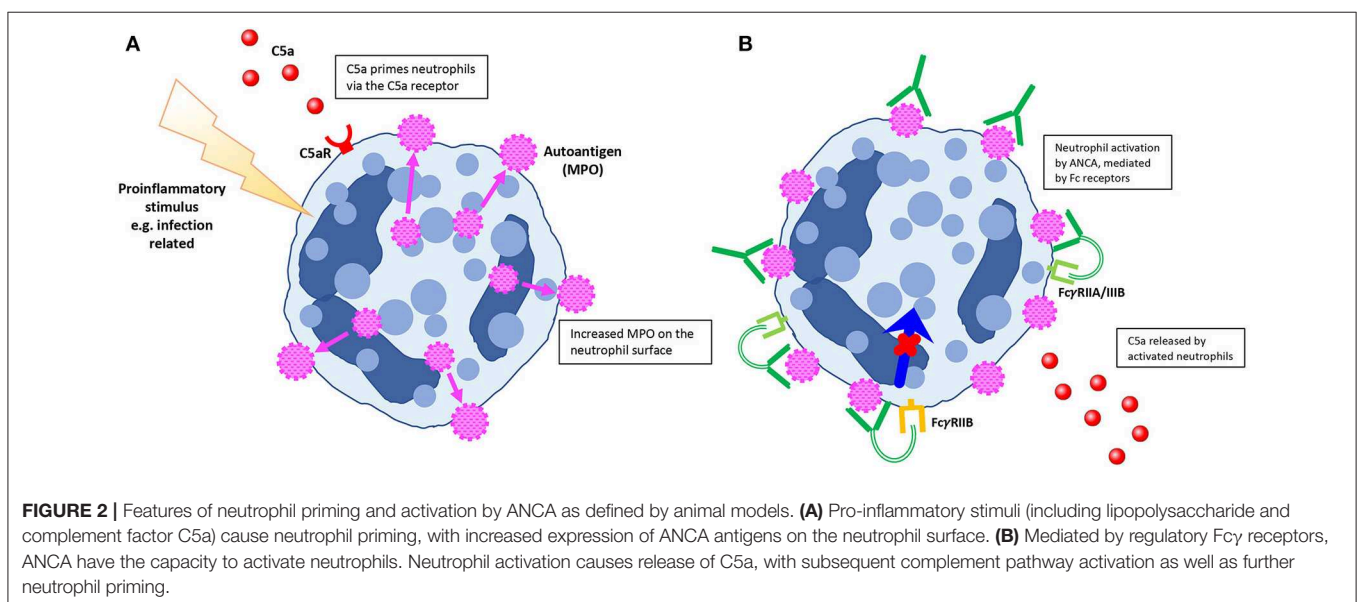 A
C5a
C5a primes neutrophils
via the C5a receptor
C5aR
Autoantigen
(MPO)
Proinflammatory
stimulus
e.g. infection
related
Increased MPO on the
neutrophil surface
B
Neutrophil activation
by ANCA, mediated
by Fc receptors
FcγRIIA/IIIB
C5a released by
activated neutrophils
FcγRIIB
FIGURE 2 | Features of neutrophil priming and activation by ANCA as defined by animal models. (A) Pro-inflammatory stimuli (including lipopolysaccharide and
complement factor C5a) cause neutrophil priming, with increased expression of ANCA antigens on the neutrophil surface. (B) Mediated by regulatory Fcγ receptors,
ANCA have the capacity to activate neutrophils. Neutrophil activation causes release of C5a, with subsequent complement pathway activation as well as further
neutrophil priming.